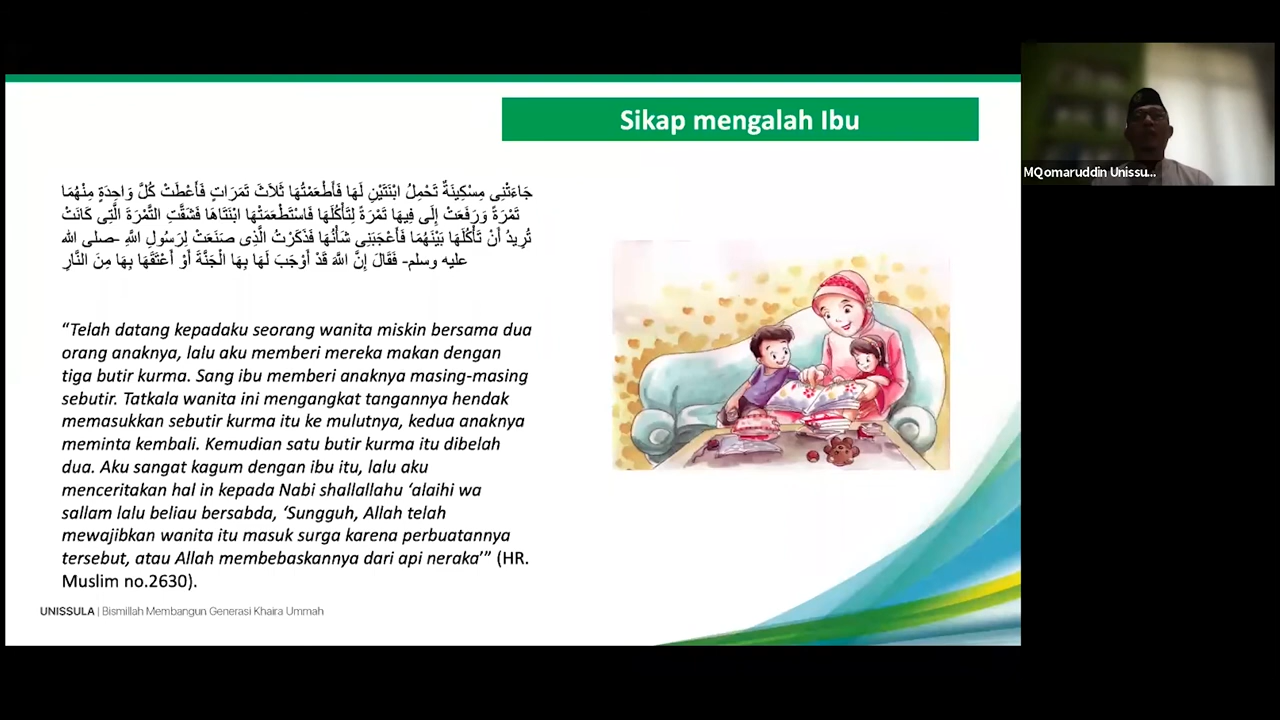 Sikap mengalah Ibu
جَاءَتْنِى مِسْكِينَةٌ تَحْمِلُ ابْنَتَيْنِ لَهَا فَأَطْعَمْتُهَا ثَلاَثَ تَمَرَاتٍ فَأَعْطَتْ كُلَّ وَاحِدَةٍ مِنْهُمَا
تَمْرَةً وَرَفَعَتْ إِلَى فِيهَا تَمْرَةً لِتَأْكُلَهَا فَاسْتَطْعَمَتْهَا ابْنَتَاهَا فَشَقَّتِ التَّمْرَةَ الَّتِى كَانَتْ
تُرِيدُ أَنْ تَأْكُلَهَا بَيْنَهُمَا فَأَعْجَبَنِى شَأْنُهَا فَذَكَرْتُ الَّذِى صَنَعَتْ لِرَسُولِ اللَّهِ -صلى الله
عليه وسلم- فَقَالَ إِنَّ اللَّهَ قَدْ أَوْجَبَ لَهَا بِهَا الْجَنَّةَ أَوْ أَعْتَقَهَا بِهَا مِنَ النَّارِ
“Telah datang kepadaku seorang wanita miskin bersama dua
orang anaknya, lalu aku memberi mereka makan dengan
tiga butir kurma. Sang ibu memberi anaknya masing-masing
sebutir. Tatkala wanita ini mengangkat tangannya hendak
memasukkan sebutir kurma itu ke mulutnya, kedua anaknya
meminta kembali. Kemudian satu butir kurma itu dibelah
dua. Aku sangat kagum dengan ibu itu, lalu aku
menceritakan hal in kepada Nabi shallallahu ‘alaihi wa
sallam lalu beliau bersabda, ‘Sungguh, Allah telah
mewajibkan wanita itu masuk surga karena perbuatannya
tersebut, atau Allah membebaskannya dari api neraka’” (HR.
Muslim no.2630).
UNISSULA | Bismillah Membangun Generasi Khaira Ummah
MQomaruddin Unissu...